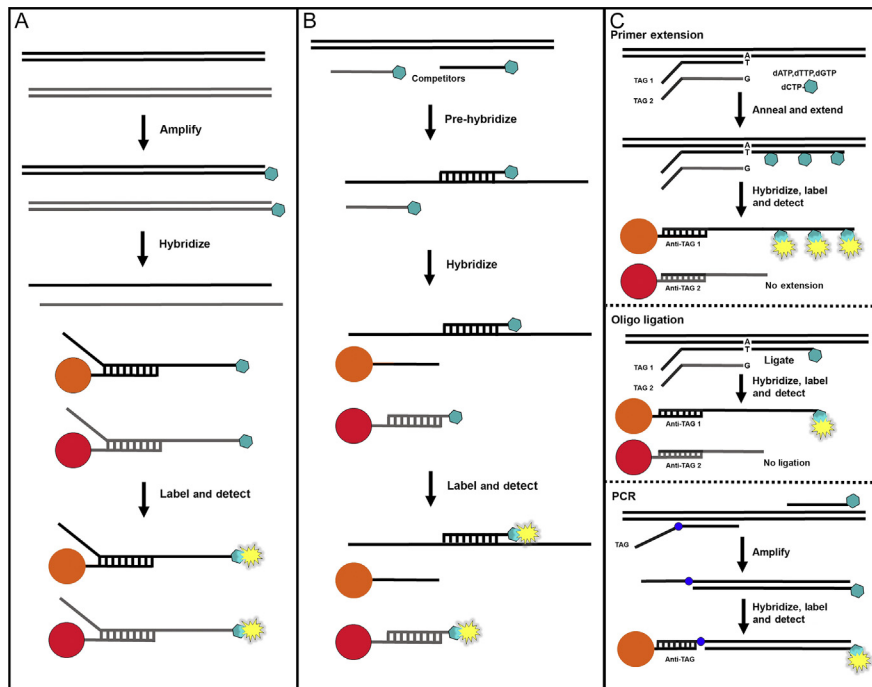 A
Amplify
Hybridize
Label and detect
B
Competitors
Pre-hybridize
Hybridize
Label and detect
C
Primer extension
A
T
TAG 1
G
dATP,dTTP,dGTP
dCTP-
TAG 2
Anneal and extend
A
T
G
Hybridize, label
and detect
Anti-TAG 1
Anti-TAG 2
No extension
Oligo ligation
A
T
TAG 1
G
Ligate
TAG 2
Hybridize, label
and detect
Anti-TAG 1
Anti-TAG 2
No ligation
PCR
TAG
Amplify
Hybridize, label
and detect
Anti-TAG